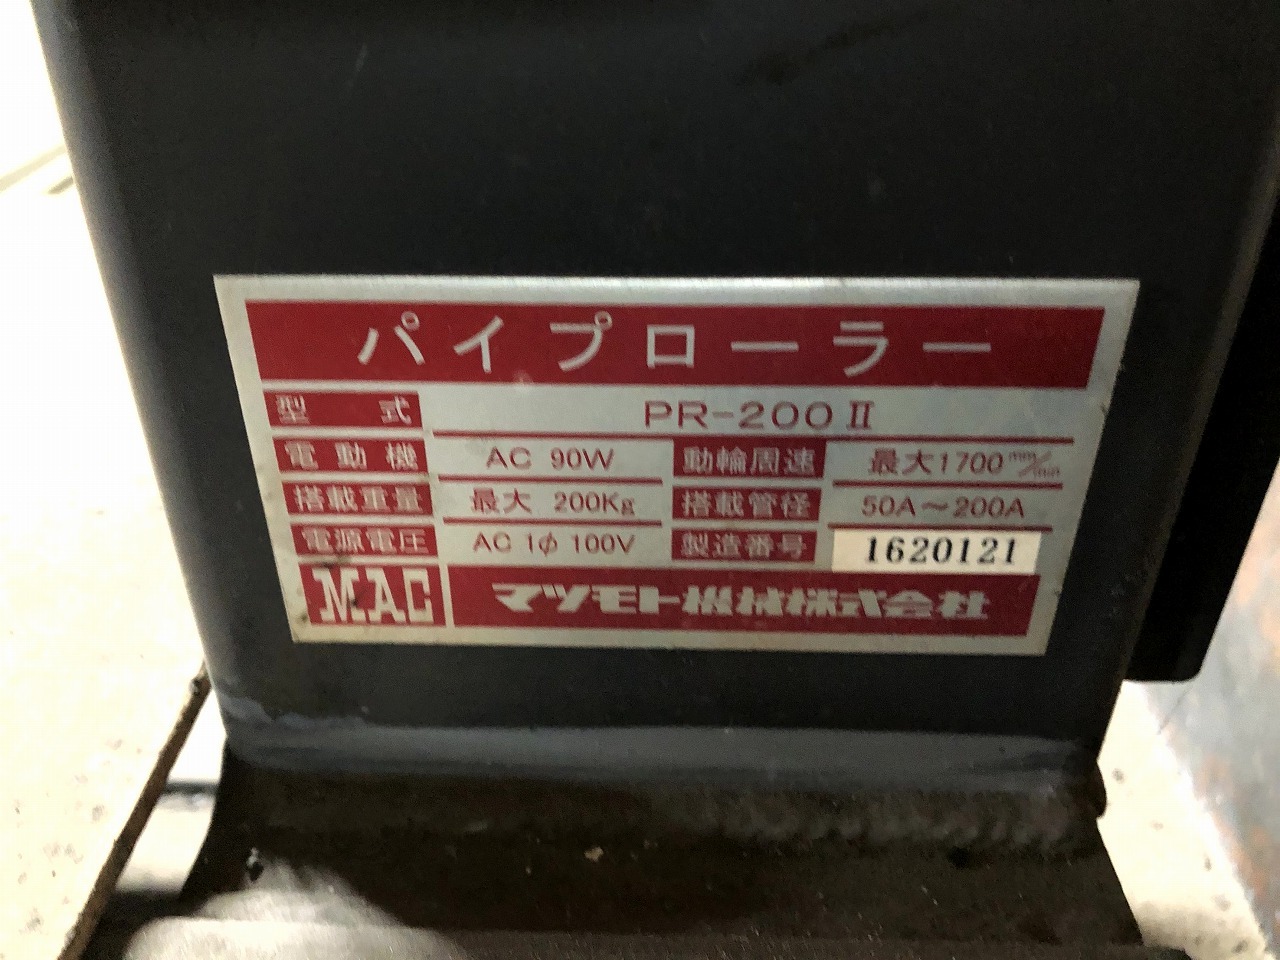 パイプローラー
型式 PR-200Ⅱ
電動機 AC 90W 動輪周速 最大1700mm/min
搭載重量 最大 200Kg 搭載管径 50A～200A
電源電圧 AC 1φ 100V 製造番号 1620121
MAC マツモト機械株式会社